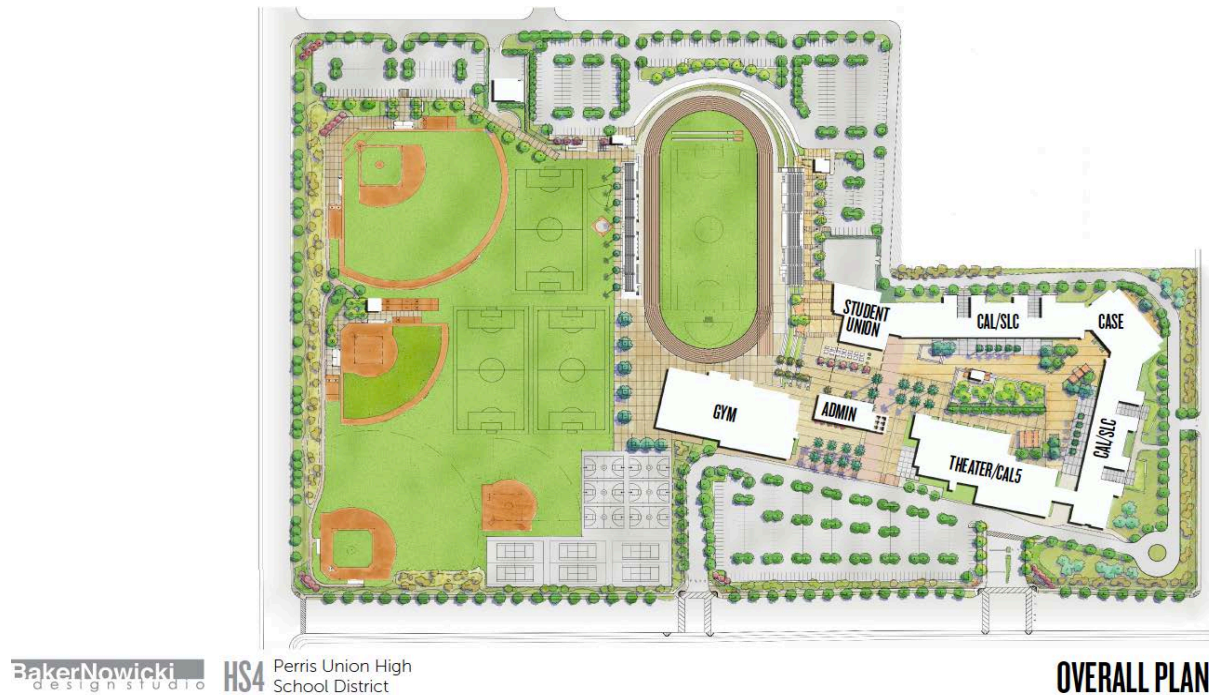 STUDENT
UNION
CAL/SLC
CASE
GYM
ADMIN
CAL/SLC
THEATER/CAL5
BakerNowicki
design studio
HS4
Perris Union High
School District
OVERALL PLAN